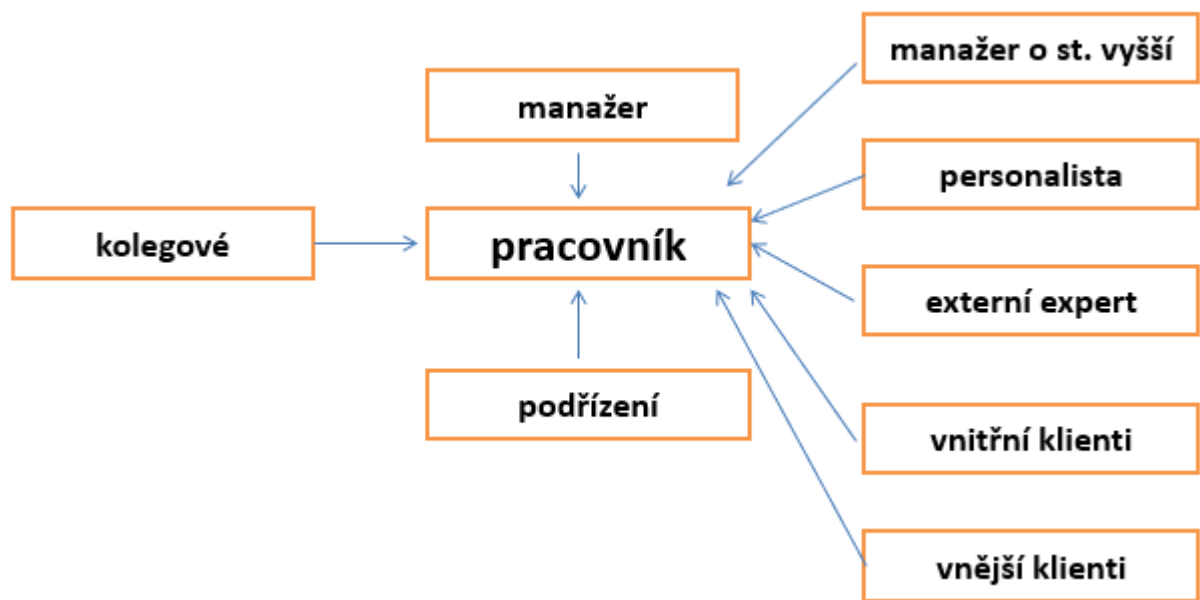 manažer o st. vyšší
manažer
personalista
kolegové
pracovník
externí expert
podřízení
vnitřní klienti
vnější klienti